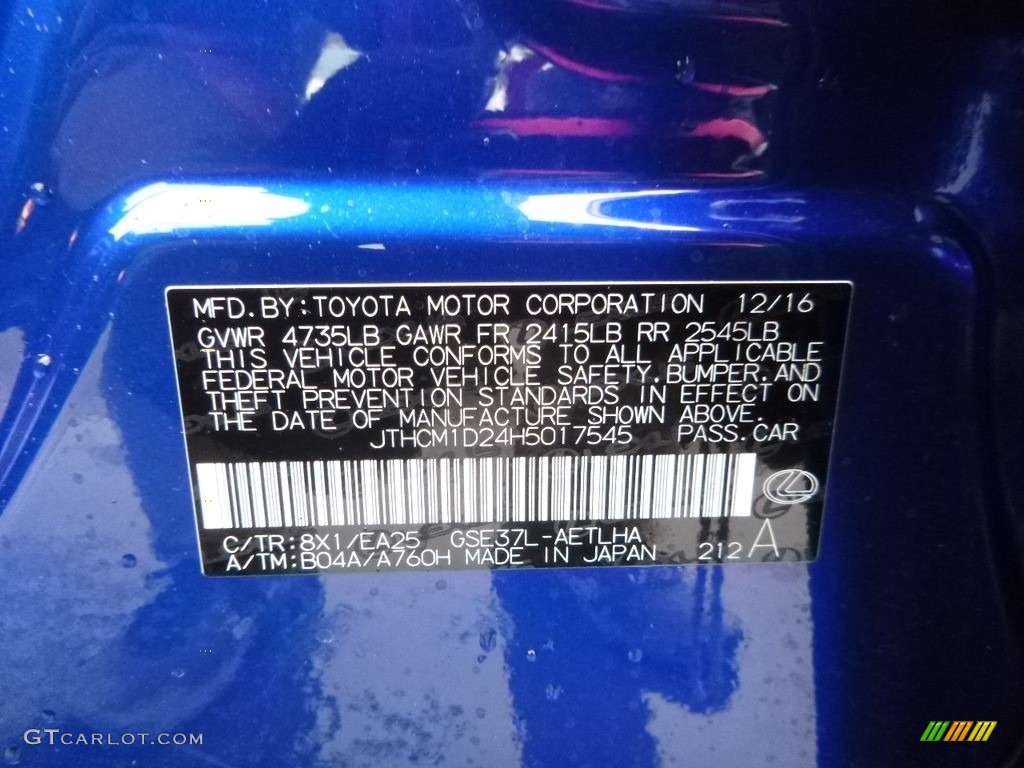 MFD.BY:TOYOTA MOTOR CORPORATION 12/16
GVWR 4735LB GAWR FR 2415LB RR 2545LB
THIS VEHICLE CONFORMS TO ALL APPLICABLE
FEDERAL MOTOR VEHICLE SAFETY.BUMPER.AND
THEFT PREVENTION STANDARDS IN EFFECT ON
THE DATE OF MANUFACTURE SHOWN ABOVE.
JTHCM1D24H5017545 PASS.CAR
C/TR:8X1/EA25 GSE37L-AETLHA
A/TM:B04A/A760H MADE IN JAPAN 212 A
GTCARLOT.COM